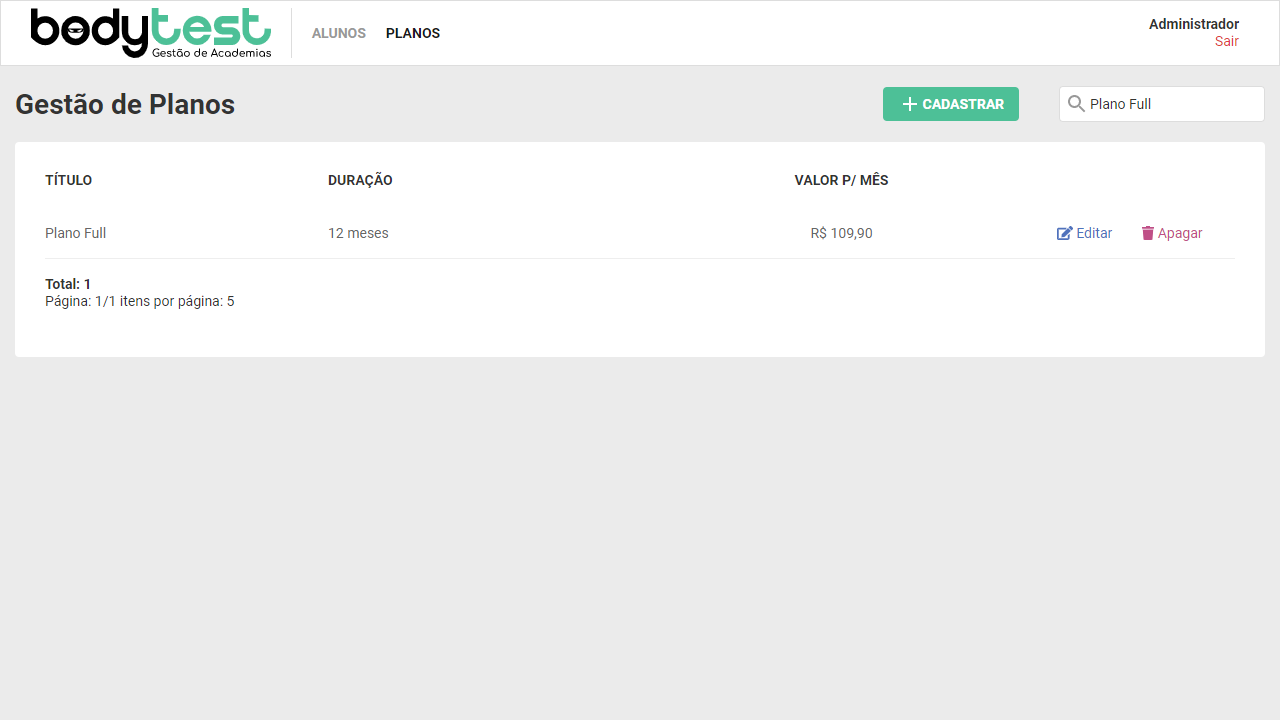 bodytest
Gestão de Academias
ALUNOS PLANOS
Administrador
Sair
Gestão de Planos
CADASTRAR
Plano Full
TÍTULO DURAÇÃO VALOR P/ MÊS
Plano Full 12 meses R$ 109,90 Editar Apagar
Total: 1
Página: 1/1 itens por página: 5